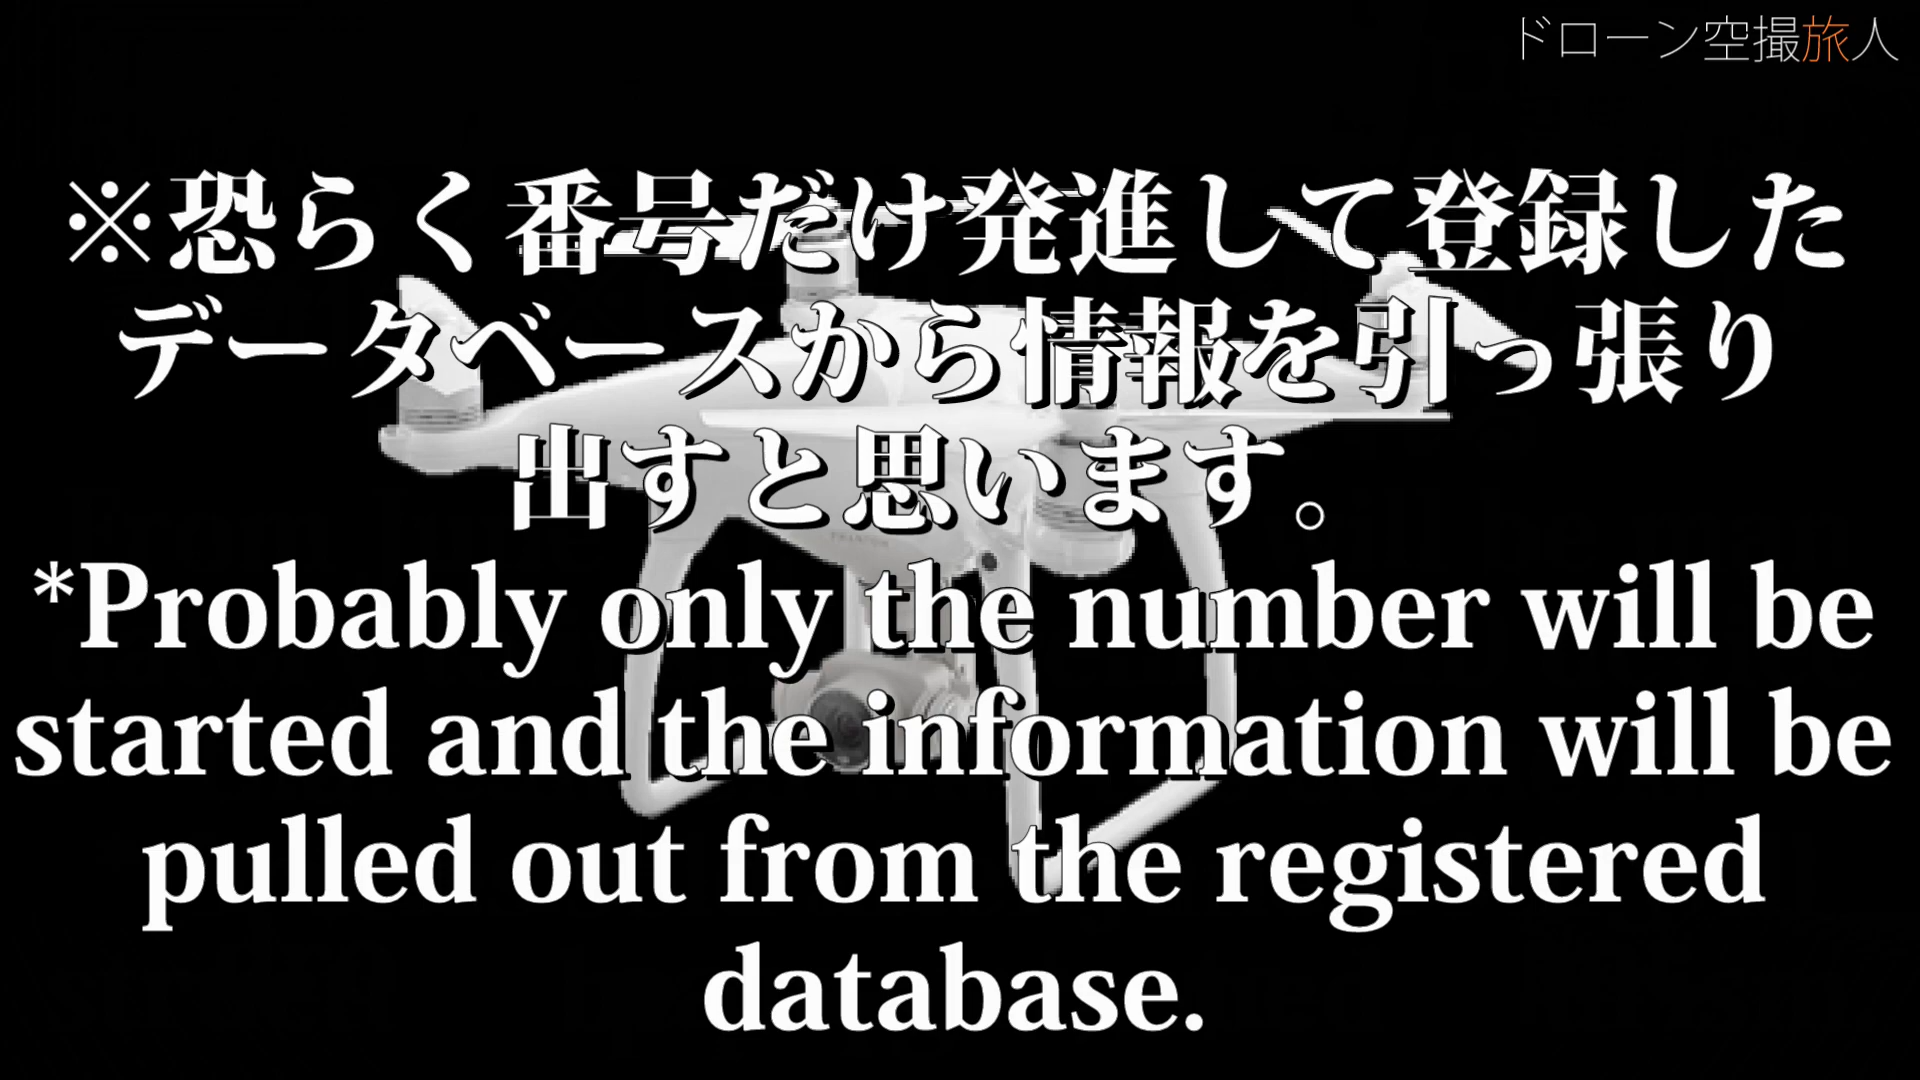 ドローン空撮旅人
※恐らく番号だけ発進して登録した
データベースから情報を引っ張り
出すと思います。
*Probably only the number will be
started and the information will be
pulled out from the registered
database.